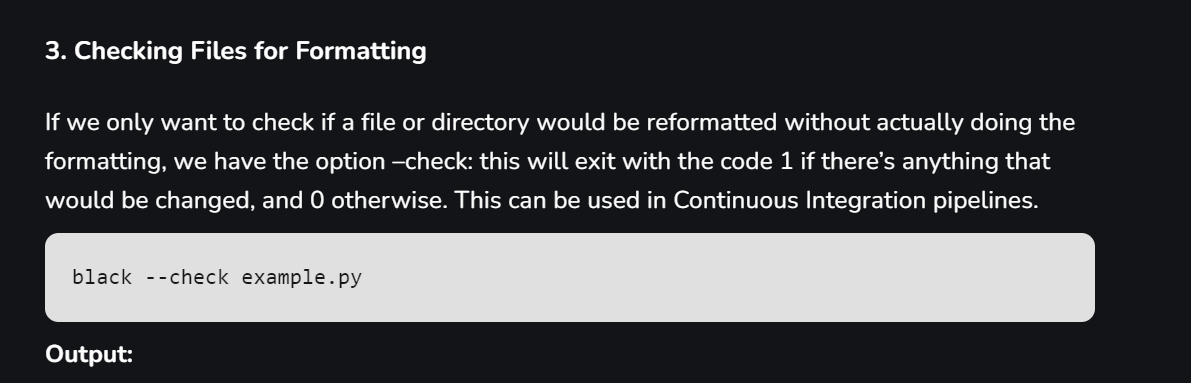 3. Checking Files for Formatting
If we only want to check if a file or directory would be reformatted without actually doing the
formatting, we have the option –check: this will exit with the code 1 if there’s anything that
would be changed, and 0 otherwise. This can be used in Continuous Integration pipelines.
black --check example.py
Output: